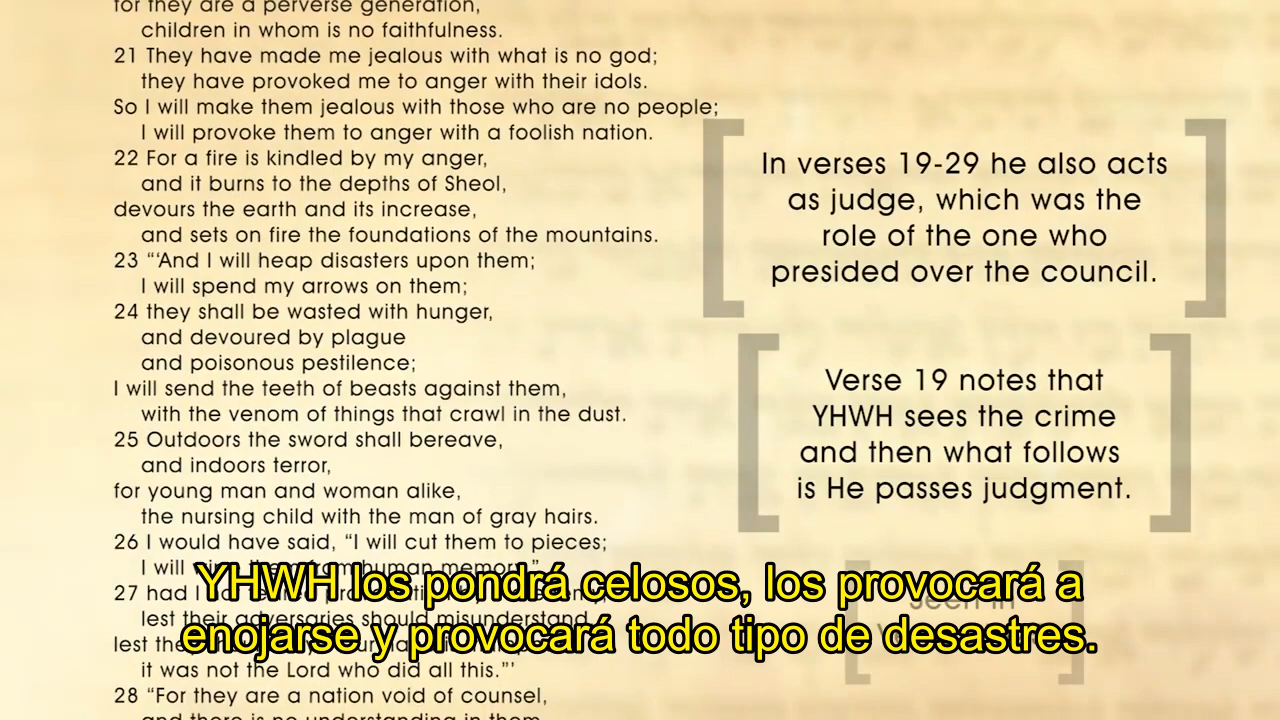 for they are a perverse generation,
children in whom is no faithfulness.
21 They have made me jealous with what is no god;
they have provoked me to anger with their idols.
So I will make them jealous with those who are no people;
I will provoke them to anger with a foolish nation.
22 For a fire is kindled by my anger,
and it burns to the depths of Sheol,
devours the earth and its increase,
and sets on fire the foundations of the mountains.
23 “‘And I will heap disasters upon them;
I will spend my arrows on them;
24 they shall be wasted with hunger,
and devoured by plague
and poisonous pestilence;
I will send the teeth of beasts against them,
with the venom of things that crawl in the dust.
25 Outdoors the sword shall bereave,
and indoors terror,
for young man and woman alike,
the nursing child with the man of gray hairs.
26 I would have said, “I will cut them to pieces;
I will human memory,”
27 had I
lest their adversaries should misunderstand,
lest the
it was not the Lord who did all this.”’
28 “For they are a nation void of counsel,
and there is no understanding in them.
In verses 19-29 he also acts
as judge, which was the
role of the one who
presided over the council.
Verse 19 notes that
YHWH sees the crime
and then what follows
is He passes judgment.
seen in
YHWH los pondrá celosos, los provocará a
enojarse y provocará todo tipo de desastres.